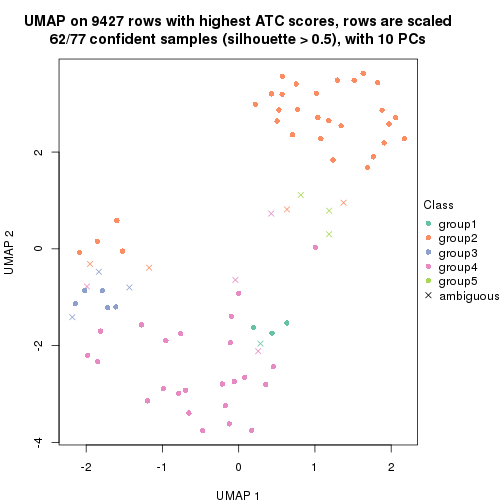 UMAP on 9427 rows with highest ATC scores, rows are scaled
62/77 confident samples (silhouette > 0.5), with 10 PCs
2
0
-2
-4
UMAP 2
-2
-1
0
1
2
UMAP 1
Class
group1
group2
group3
group4
group5
ambiguous